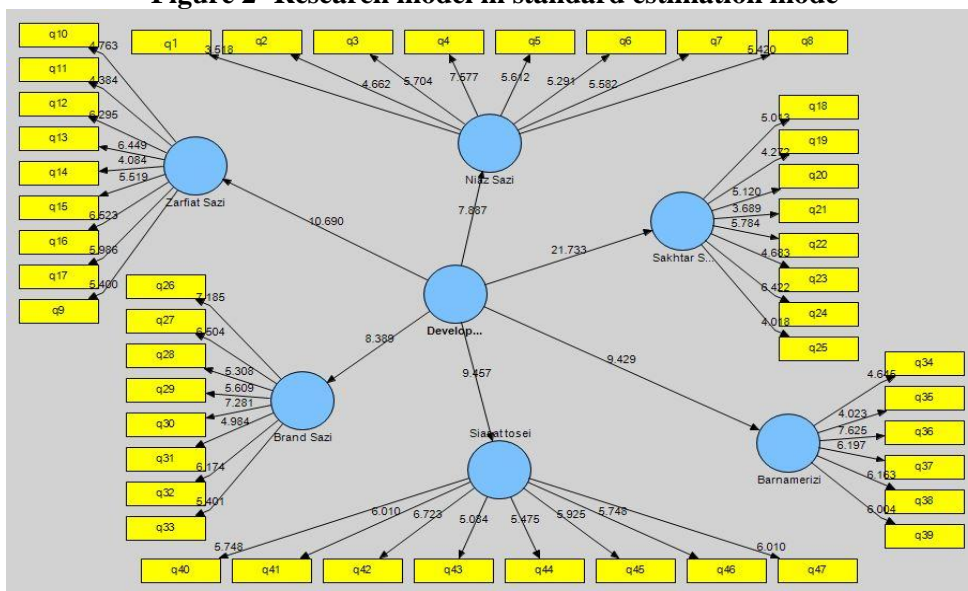 Figure 2- Research model in standard estimation mode
q10
q11
q12
q13
q14
q15
q16
q17
q9
4.763
4.384
6.295
6.449
4.084
5.519
6.523
5.986
5.400
Zarfiat Sazi
q1
q2
q3
q4
q5
q6
q7
q8
3.518
4.662
5.704
7.577
5.612
5.291
5.582
5.420
Niaz Sazi
7.887
10.690
21.733
Develop...
8.389
9.457
9.429
q18
q19
q20
q21
q22
q23
q24
q25
5.013
4.272
5.120
3.689
5.784
4.683
6.422
4.018
Sakhtar S...
q26
q27
q28
q29
q30
q31
q32
q33
7.185
6.504
5.308
5.609
7.281
4.984
6.174
5.401
Brand Sazi
Siasat tosei
q34
q35
q36
q37
q38
q39
4.645
4.023
7.625
6.197
6.163
6.004
Barnamerizi
5.748
6.010
6.723
5.034
5.475
5.925
5.748
6.010
q40
q41
q42
q43
q44
q45
q46
q47